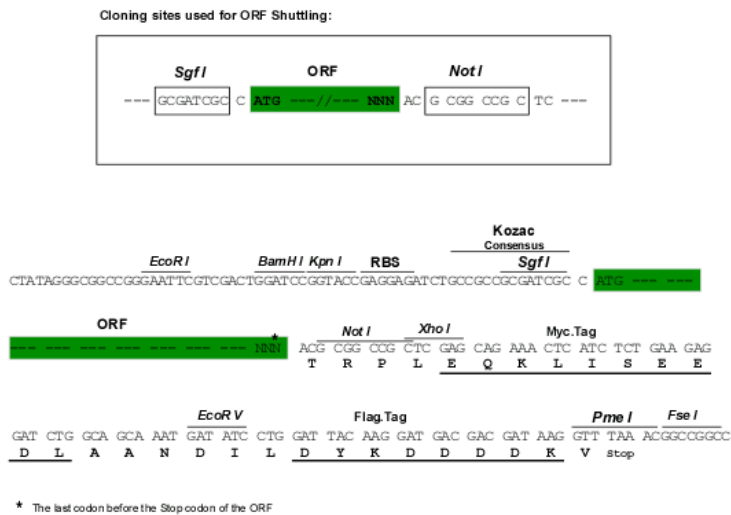 Cloning sites used for ORF Shuttling:
Sgf I ORF Not I
--- GCGATCGC C ATG ---//--- NNN AC G CGG CCG C TC ---
Kozac
Consensus
EcoR I BamH I Kpn I RBS Sgf I
CTATAGGGCGGCCGGGAATTCGTCGACTGGATCCGGTACCGAGGAGATCTGCCGCCGCGATCGC C ATG --- ---
ORF
Not I Xho I Myc.Tag
--- --- --- --- --- --- --- --- NNN* ACG CGG CCG CTC GAG CAG AAA CTC ATC TCT GAA GAG
T R P L E Q K L I S E E
EcoR V Flag.Tag Pme I Fse I
GAT CTG GCA GCA AAT GAT ATC CTG GAT TAC AAG GAT GAC GAC GAT AAG GTT TAA ACGGCCGGCC
D L A A N D I L D Y K D D D D K V Stop
* The last codon before the Stop codon of the ORF